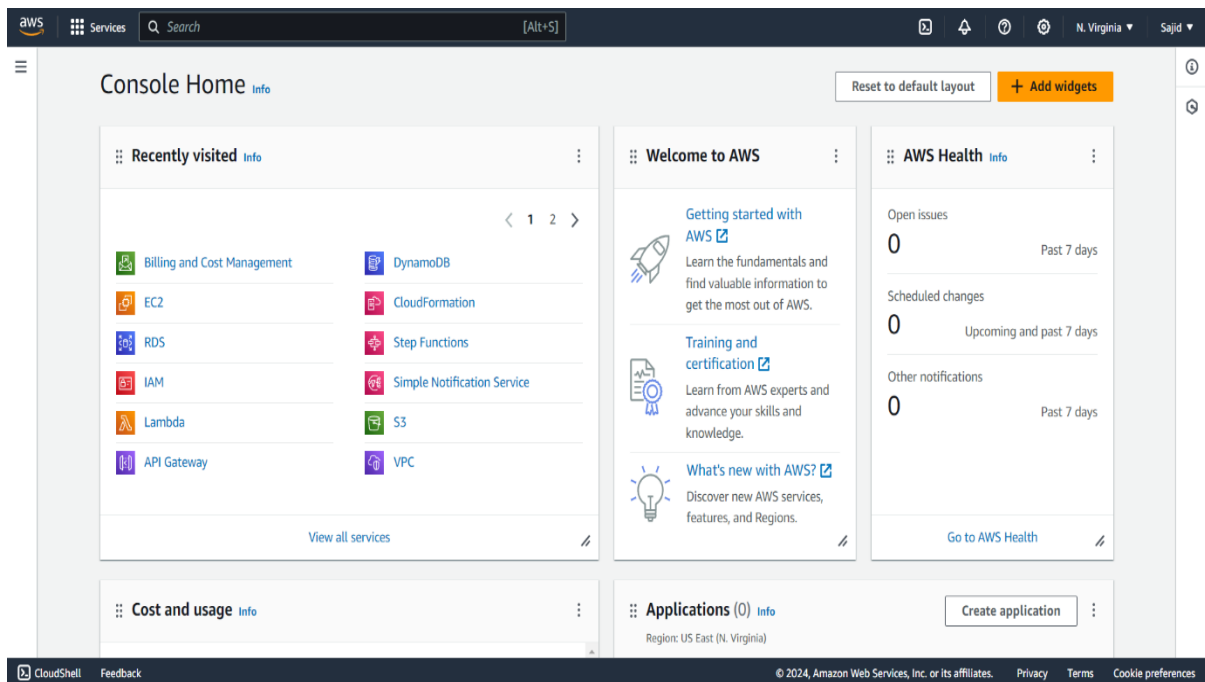 aws
Services
Search
[Alt+S]
N. Virginia ▼
Sajid ▼
Console Home Info
Reset to default layout
+ Add widgets
Recently visited Info
1 2
Billing and Cost Management
EC2
RDS
IAM
Lambda
API Gateway
DynamoDB
CloudFormation
Step Functions
Simple Notification Service
S3
VPC
View all services
Welcome to AWS
Getting started with
AWS
Learn the fundamentals and
find valuable information to
get the most out of AWS.
Training and
certification
Learn from AWS experts and
advance your skills and
knowledge.
What's new with AWS?
Discover new AWS services,
features, and Regions.
AWS Health Info
Open issues
0
Past 7 days
Scheduled changes
0
Upcoming and past 7 days
Other notifications
0
Past 7 days
Go to AWS Health
Cost and usage Info
Applications (0) Info
Region: US East (N. Virginia)
Create application
CloudShell
Feedback
© 2024, Amazon Web Services, Inc. or its affiliates.
Privacy
Terms
Cookie preferences